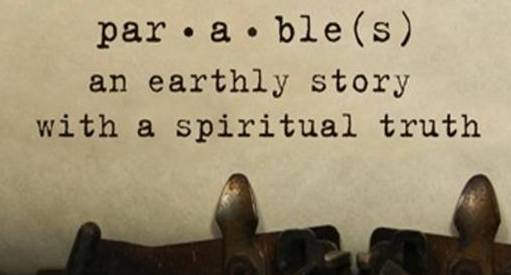 par • a • ble(s)
an earthly story
with a spiritual truth